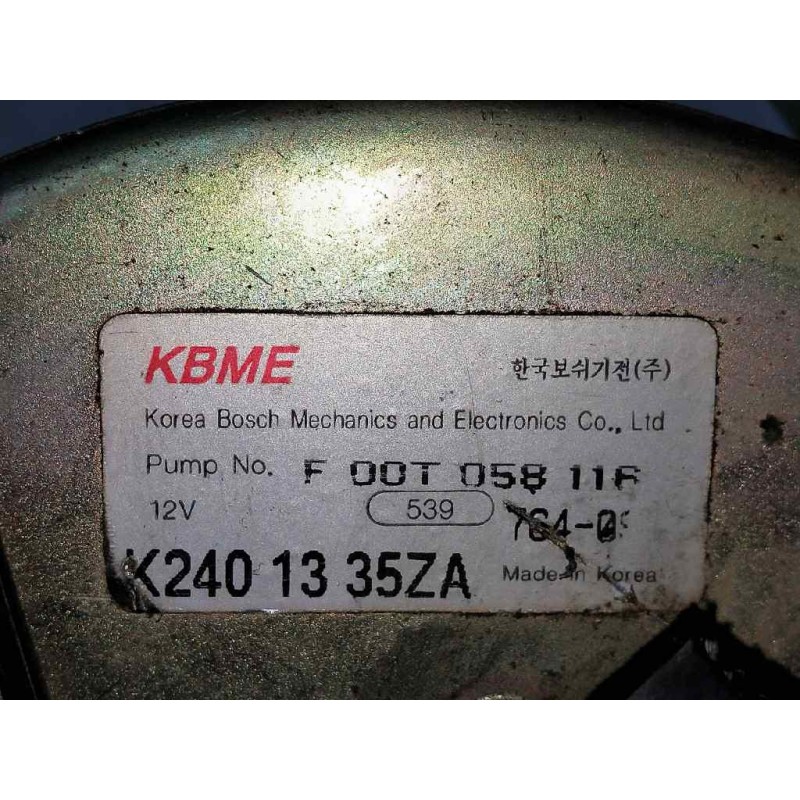 KBME 한국보쉬기전(주)
Korea Bosch Mechanics and Electronics Co., Ltd
Pump No. F 00T 058
12V 539
K240 13 35ZA Made in Korea